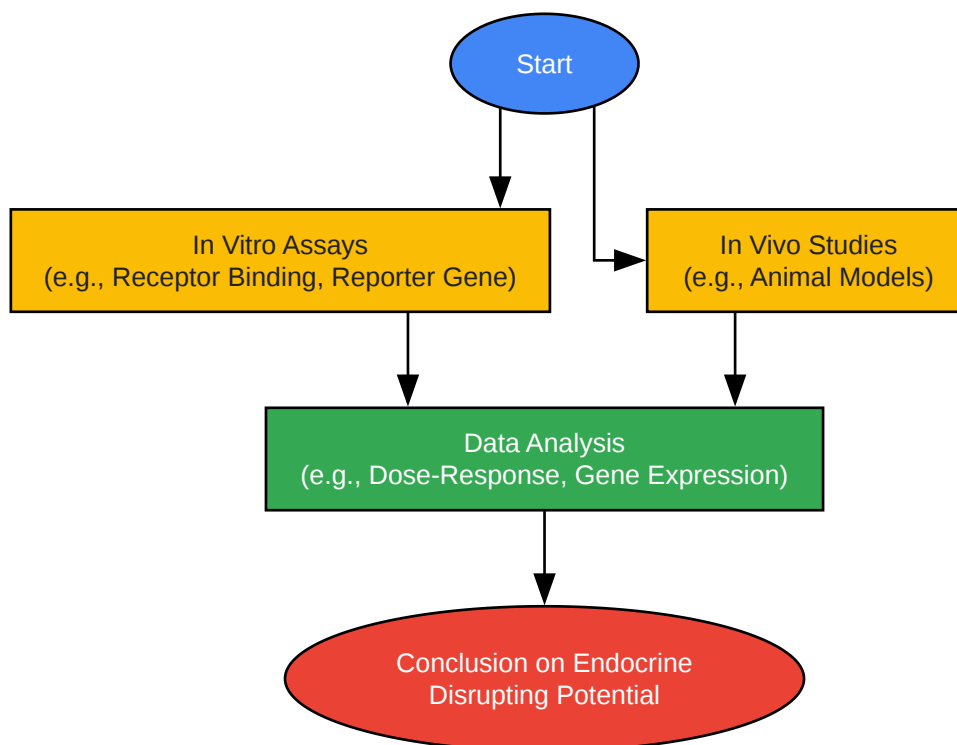 Start
In Vitro Assays
(e.g., Receptor Binding, Reporter Gene)
In Vivo Studies
(e.g., Animal Models)
Data Analysis
(e.g., Dose-Response, Gene Expression)
Conclusion on Endocrine
Disrupting Potential